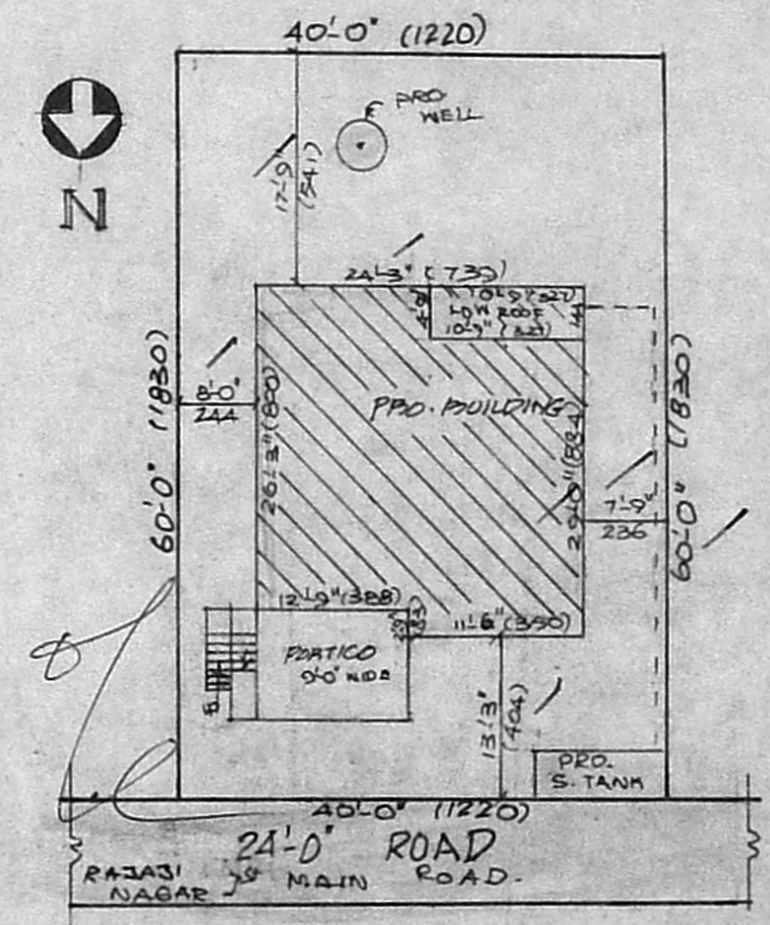 40'-0" (1220)
PRO
WELL
N
17'-9"
(541)
24'-3" (739)
10'-9" (327)
LOW ROOF
10'-9" (327)
8'-0"
244
60'-0" (1830)
26'-3" (800)
PRO. BUILDING
29'-0" (884)
7'-9"
236
60'-0" (1830)
12'-9" (388)
11'-6" (350)
PORTICO
9'-0" WIDE
13'-3"
(404)
PRO.
S. TANK
40'-0" (1220)
24'-0" ROAD
RAJAJI
NAGAR
MAIN ROAD.